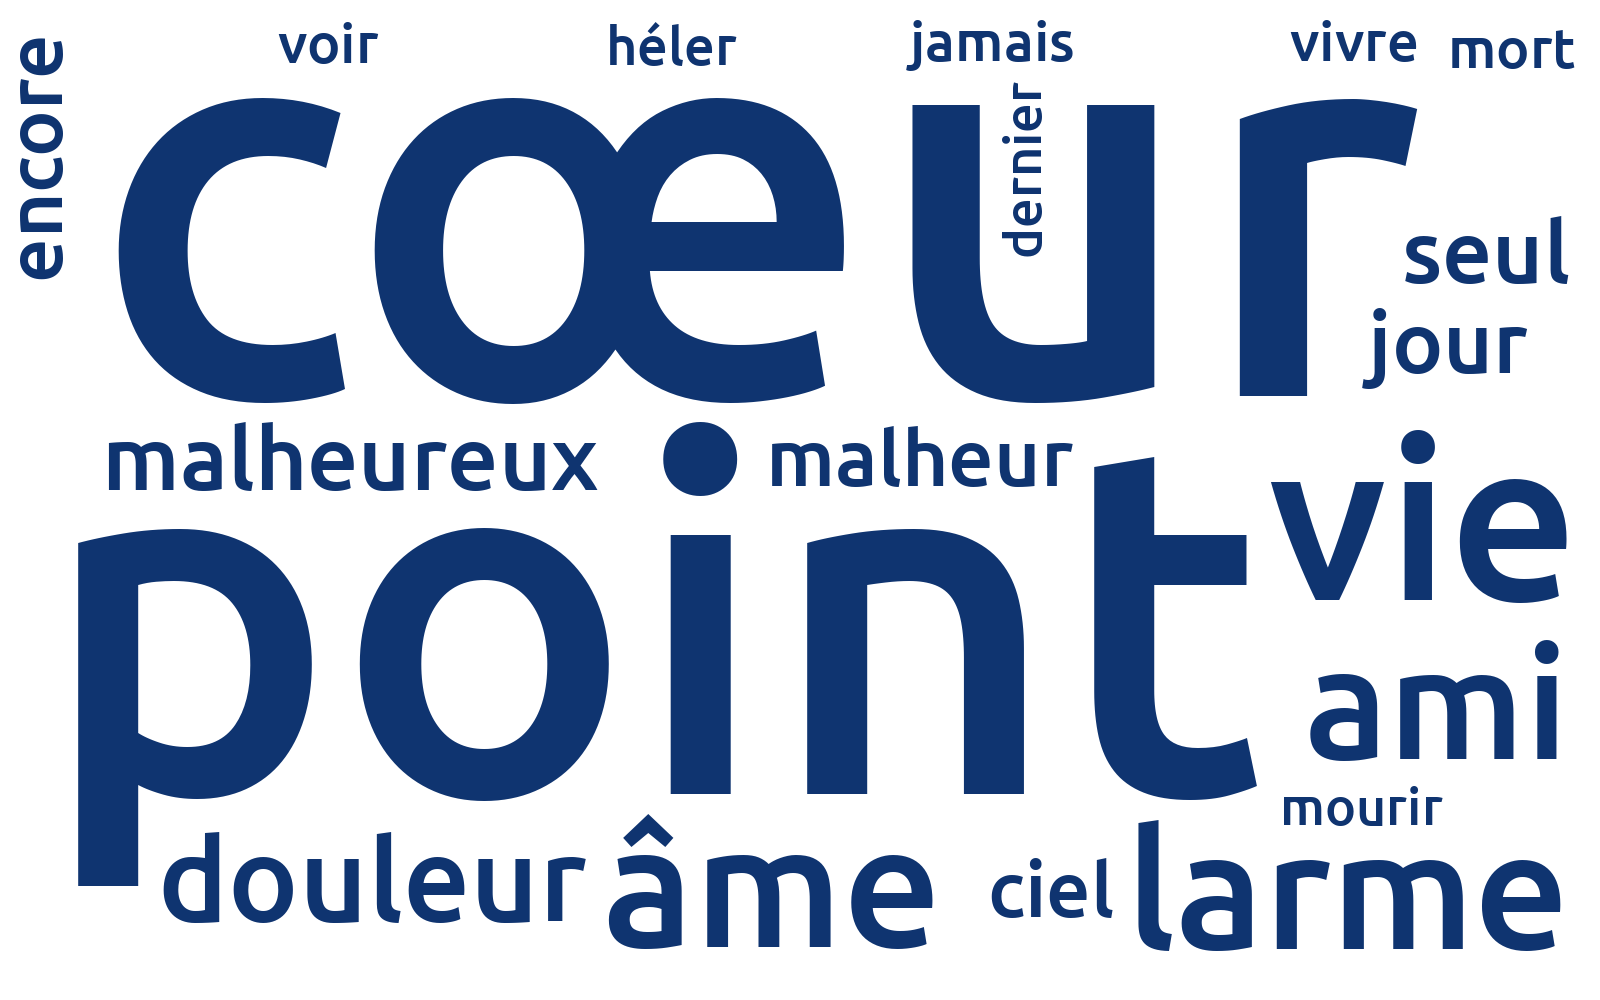 encore
voir
héler
jamais
vivre
mort
cœur
dernier
seul
jour
malheureux
malheur
point
vie
ami
mourir
douleur
âme
ciel
larme